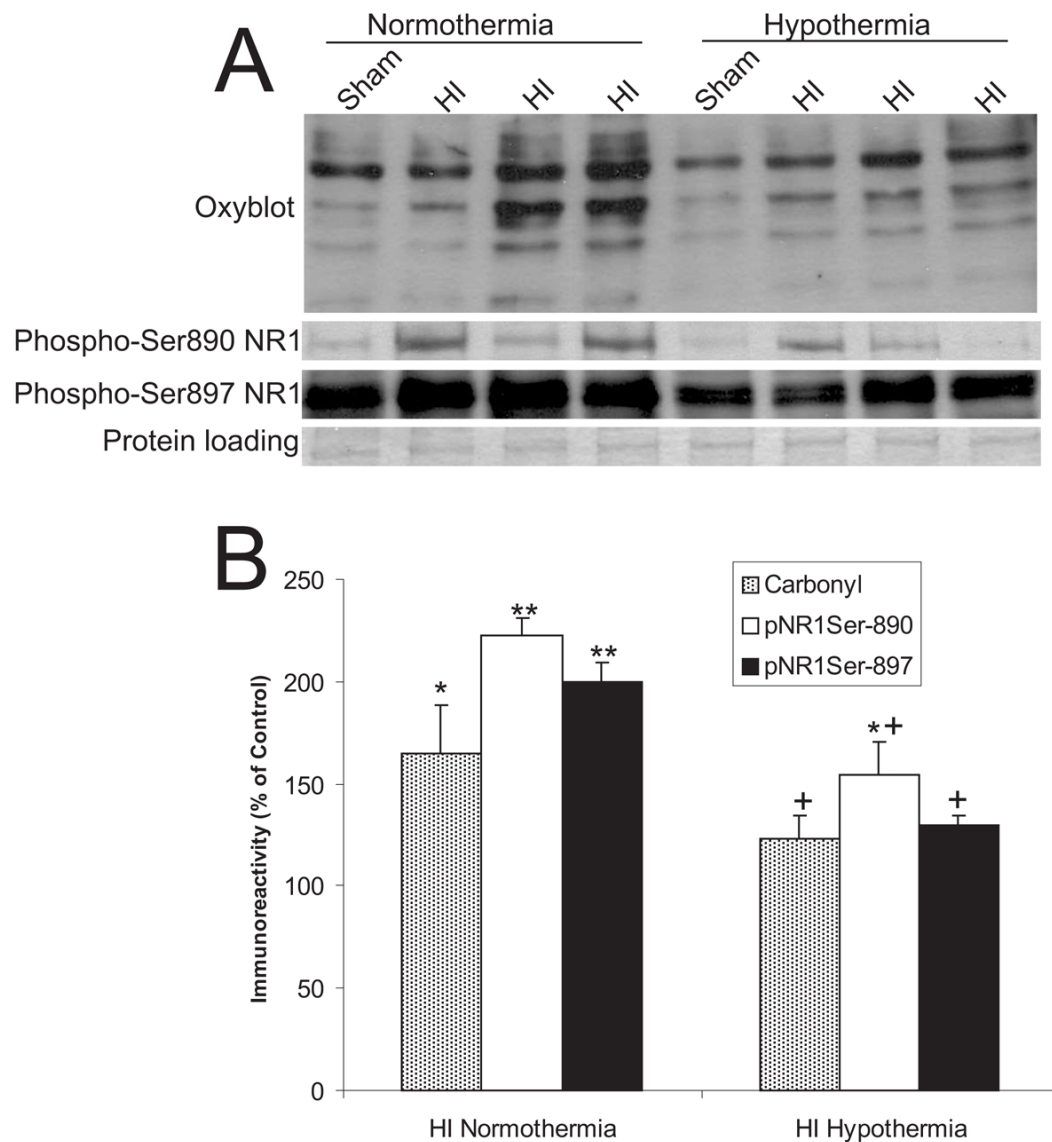 A
Normothermia Hypothermia
Sham HI HI HI Sham HI HI HI
Oxyblot
Phospho-Ser890 NR1
Phospho-Ser897 NR1
Protein loading
B
Carbonyl
pNR1Ser-890
pNR1Ser-897
Immunoreactivity (% of Control)
250
200
150
100
50
0
* ** **
+ *+ +
HI Normothermia HI Hypothermia